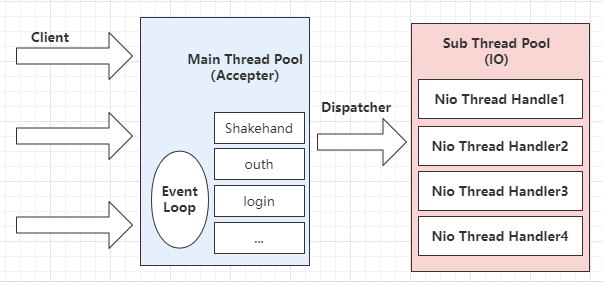 Client
Main Thread Pool
(Accepter)
Shakehand
outh
login
...
Event
Loop
Dispatcher
Sub Thread Pool
(IO)
Nio Thread Handle1
Nio Thread Handler2
Nio Thread Handler3
Nio Thread Handler4